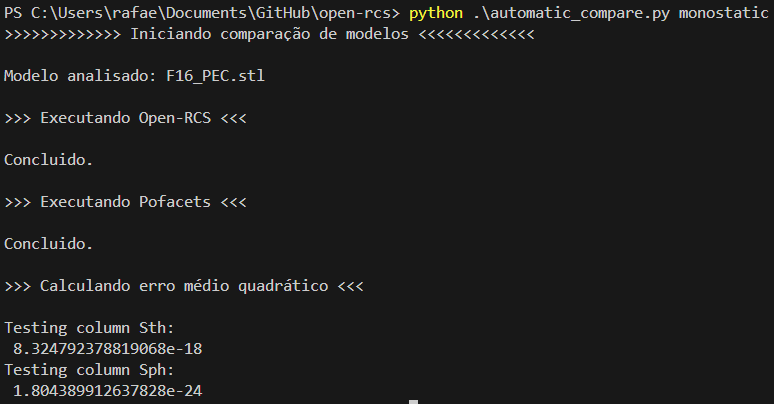 PS C:\Users\rafae\Documents\GitHub\open-rcs> python .\automatic_compare.py monostatic
>>>>>>>>>>>>> Iniciando comparação de modelos <<<<<<<<<<<<<
Modelo analisado: F16_PEC.stl
>>> Executando Open-RCS <<<
Concluido.
>>> Executando Pofacets <<<
Concluido.
>>> Calculando erro médio quadrático <<<
Testing column Sth:
8.324792378819068e-18
Testing column Sph:
1.804389912637828e-24